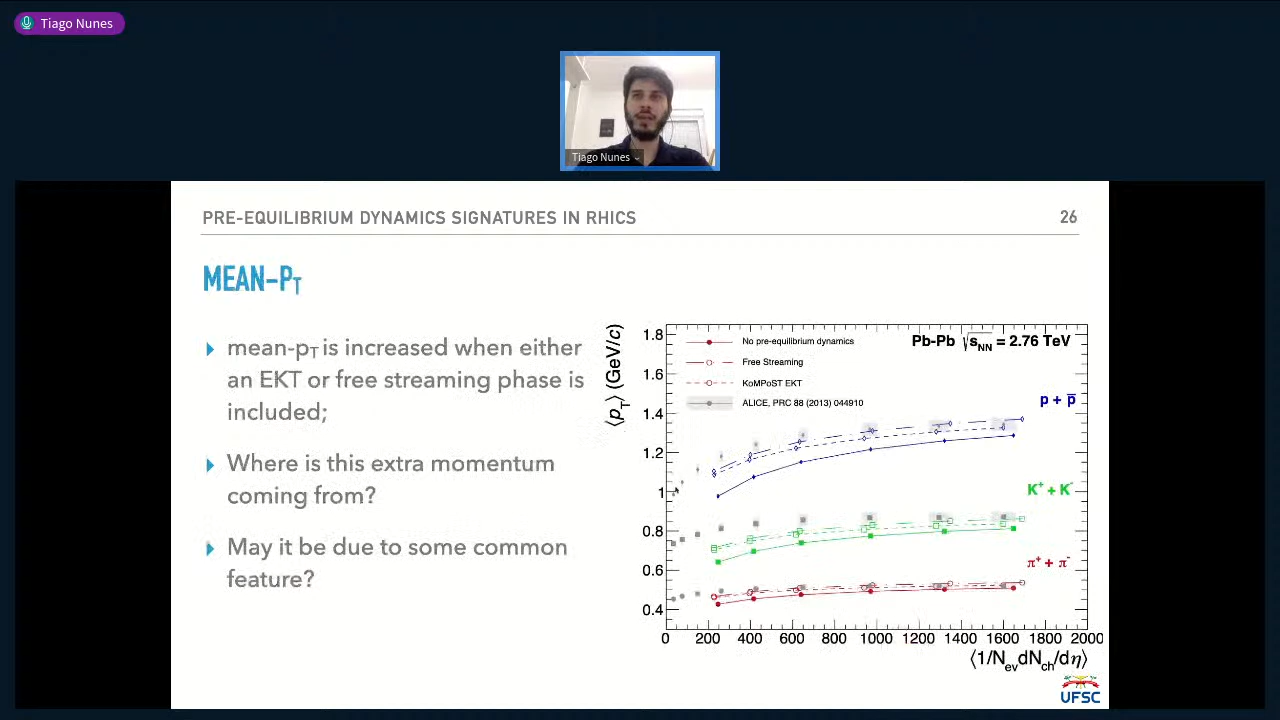 Tiago Nunes
Tiago Nunes
PRE-EQUILIBRIUM DYNAMICS SIGNATURES IN RHICS
26
MEAN-PT
mean-pT is increased when either
an EKT or free streaming phase is
included;
Where is this extra momentum
coming from?
May it be due to some common
feature?
⟨pT⟩ (GeV/c)
1.8
1.6
1.4
1.2
1
0.8
0.6
0.4
No pre-equilibrium dynamics
Free Streaming
KoMPoST EKT
ALICE, PRC 88 (2013) 044910
Pb-Pb √sNN = 2.76 TeV
p + p̅
K⁺ + K⁻
π⁺ + π⁻
0 200 400 600 800 1000 1200 1400 1600 1800 2000
⟨1/Nev dNch/dη⟩
UFSC